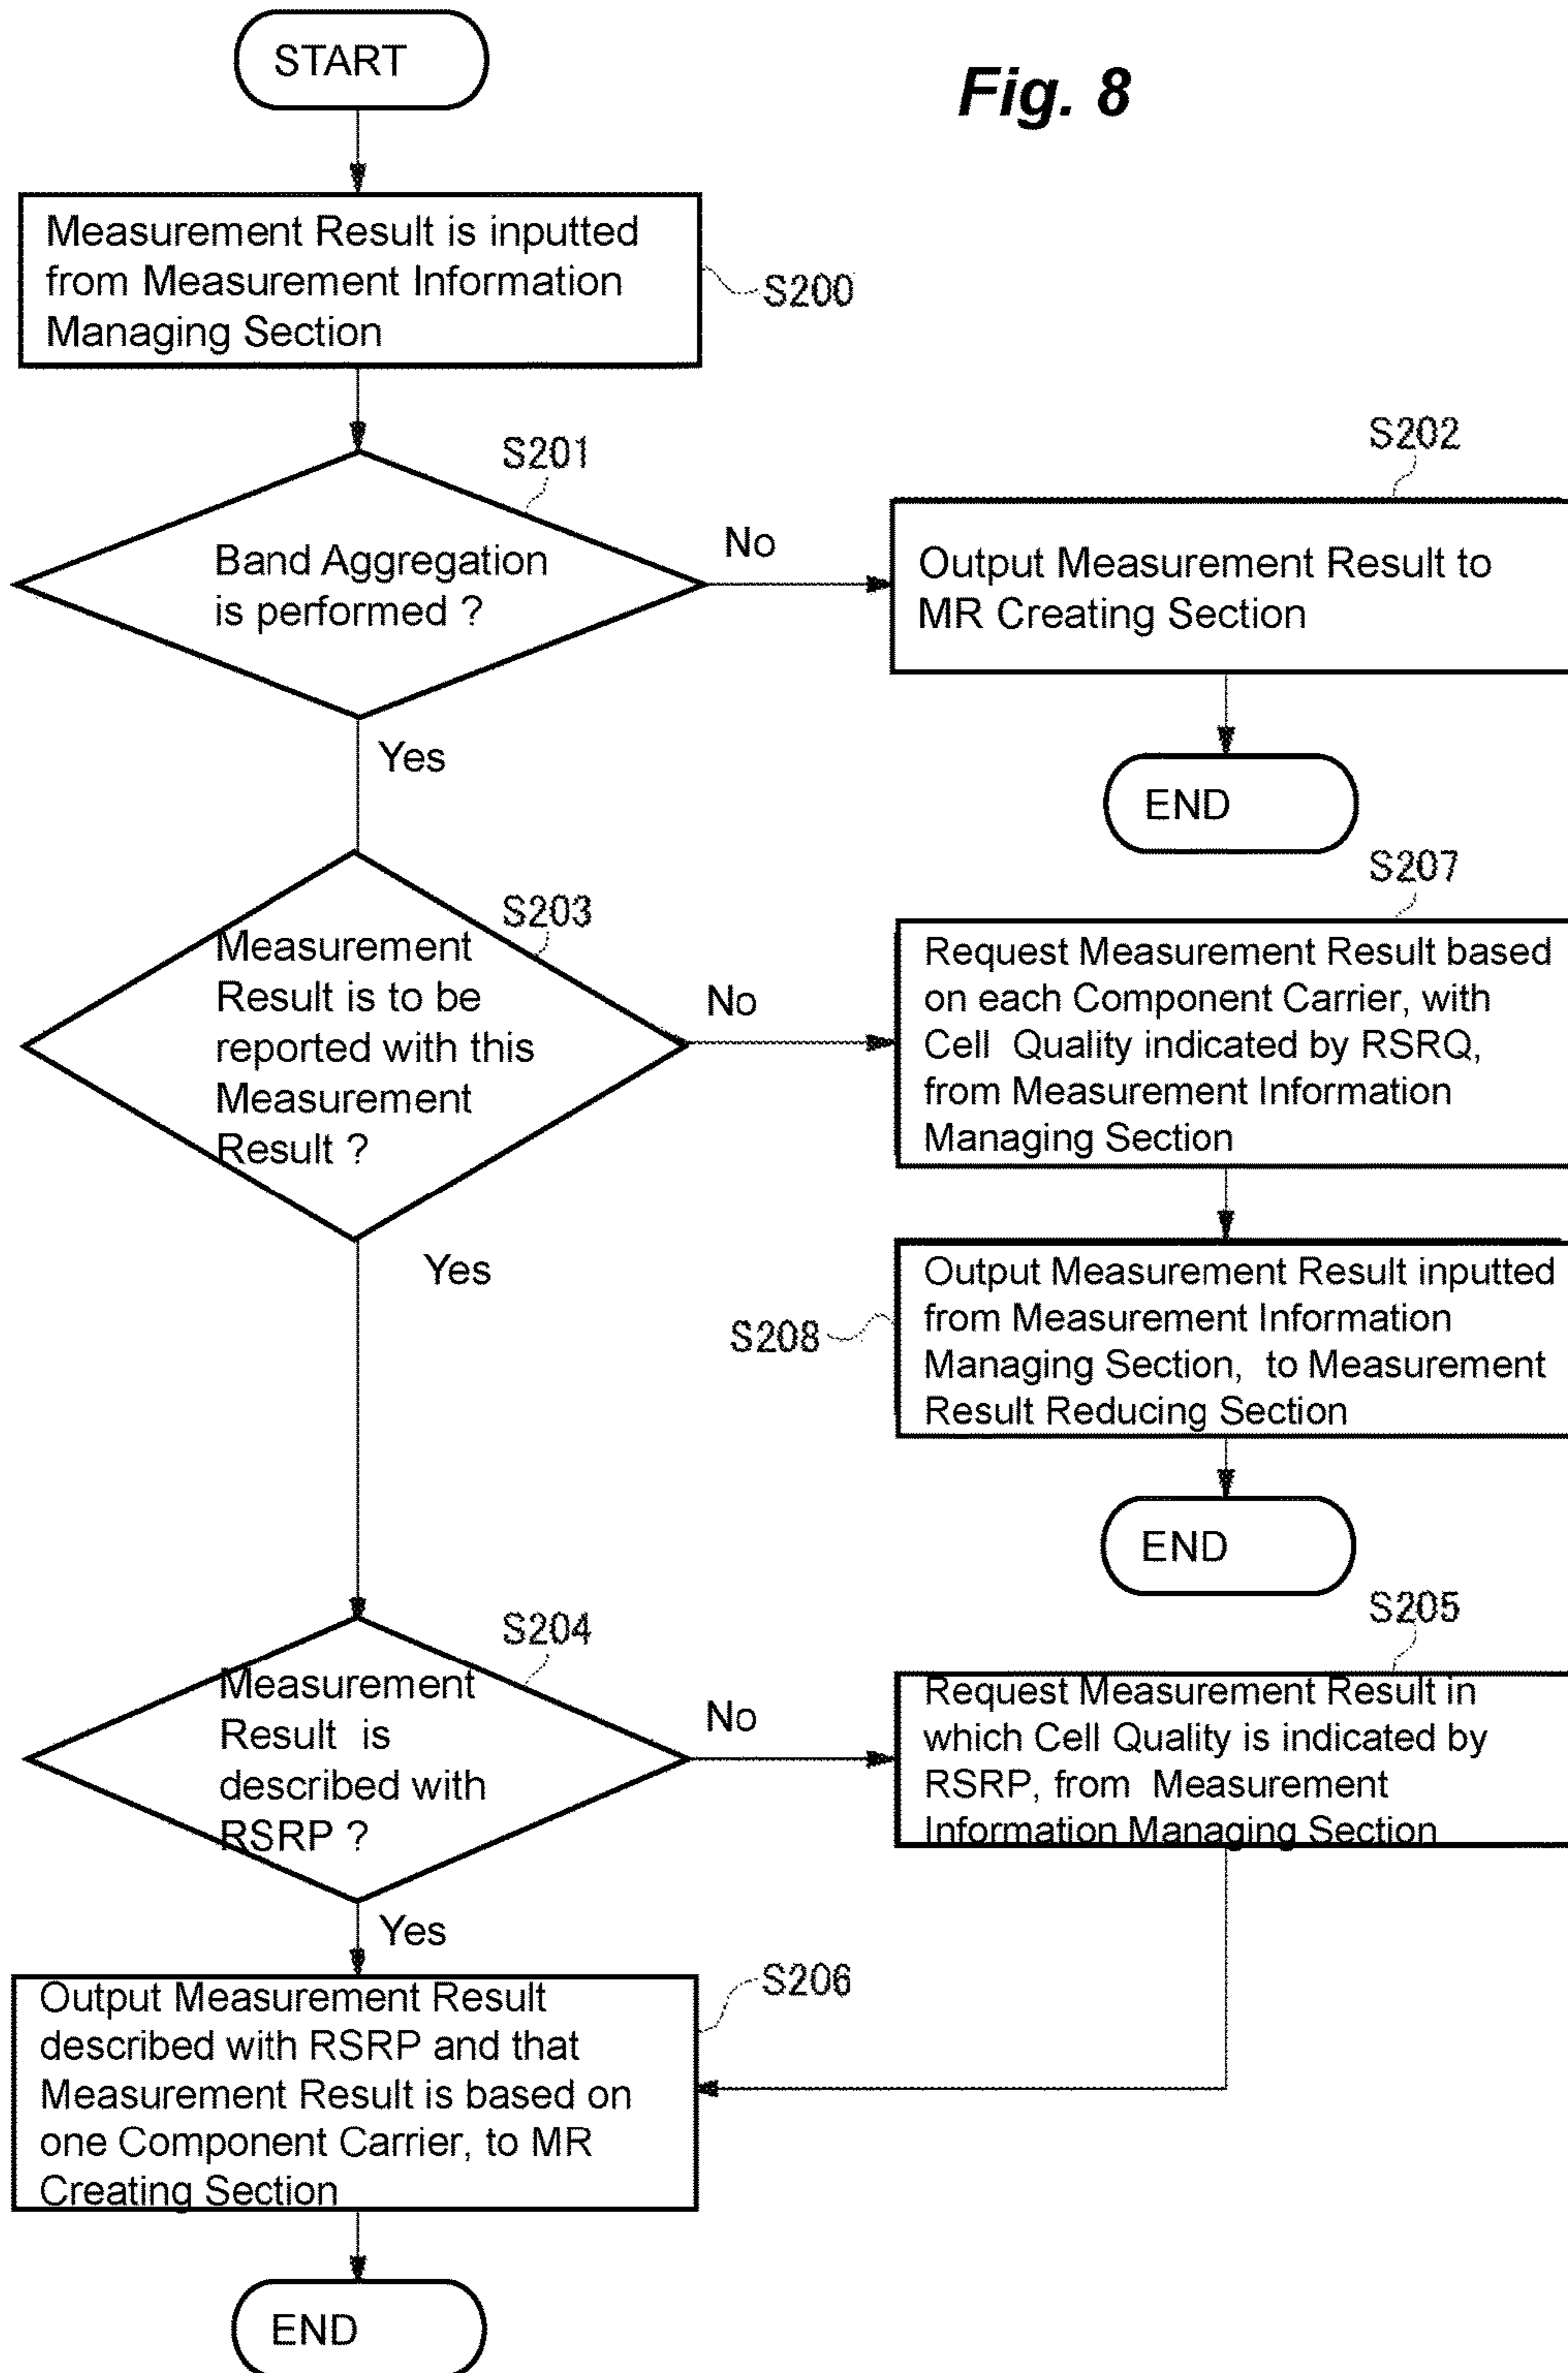 START
Fig. 8
Measurement Result is inputted
from Measurement Information
Managing Section
S200
S201
Band Aggregation
is performed ?
No
Yes
S202
Output Measurement Result to
MR Creating Section
END
S203
Measurement
Result is to be
reported with this
Measurement
Result ?
No
Yes
S207
Request Measurement Result based
on each Component Carrier, with
Cell Quality indicated by RSRQ,
from Measurement Information
Managing Section
S208
Output Measurement Result inputted
from Measurement Information
Managing Section, to Measurement
Result Reducing Section
END
S204
Measurement
Result is
described with
RSRP ?
No
Yes
S205
Request Measurement Result in
which Cell Quality is indicated by
RSRP, from Measurement
Information Managing Section
S206
Output Measurement Result
described with RSRP and that
Measurement Result is based on
one Component Carrier, to MR
Creating Section
END